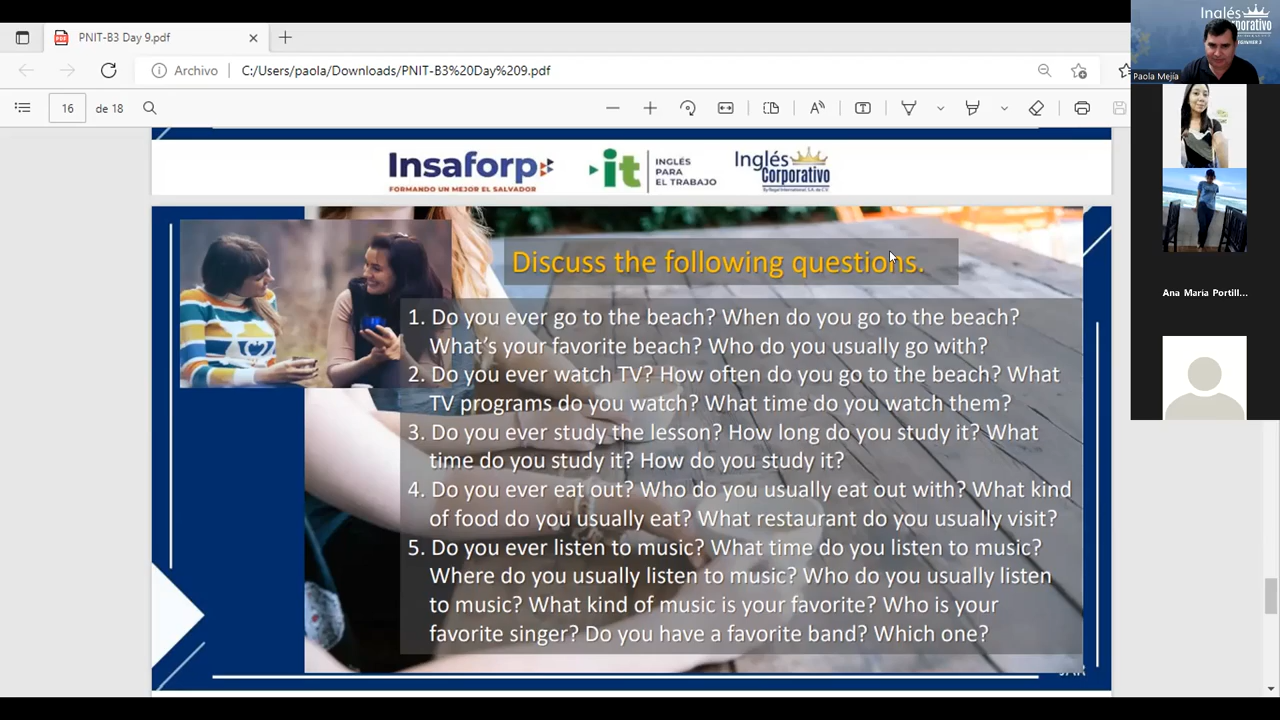 PNIT-B3 Day 9.pdf
Archivo C:/Users/paola/Downloads/PNIT-B3%20Day%209.pdf
16 de 18
Insaforp
FORMANDO UN MEJOR EL SALVADOR
it
INGLÉS
PARA
EL TRABAJO
Inglés
Corporativo
Discuss the following questions.
1. Do you ever go to the beach? When do you go to the beach?
What's your favorite beach? Who do you usually go with?
2. Do you ever watch TV? How often do you go to the beach? What
TV programs do you watch? What time do you watch them?
3. Do you ever study the lesson? How long do you study it? What
time do you study it? How do you study it?
4. Do you ever eat out? Who do you usually eat out with? What kind
of food do you usually eat? What restaurant do you usually visit?
5. Do you ever listen to music? What time do you listen to music?
Where do you usually listen to music? Who do you usually listen
to music? What kind of music is your favorite? Who is your
favorite singer? Do you have a favorite band? Which one?
Inglés
Paola Mejía
Ana Maria Portill...